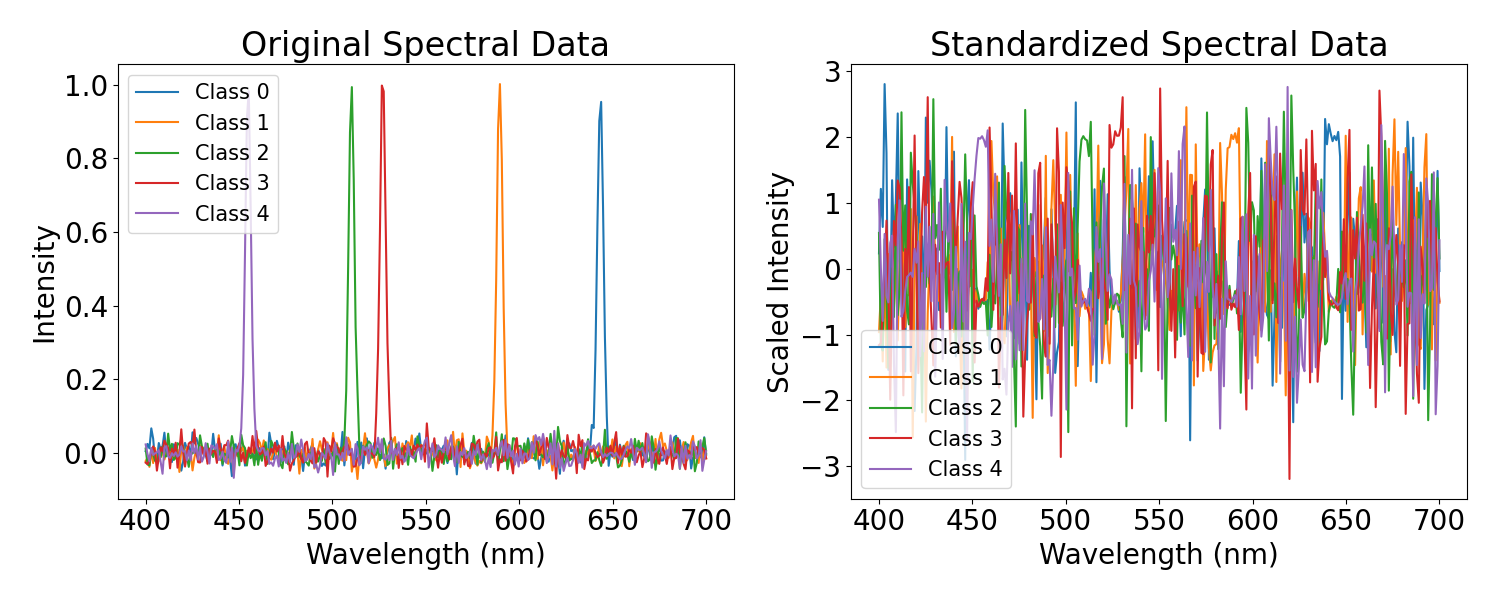 Original Spectral Data
Class 0
Class 1
Class 2
Class 3
Class 4
1.0
0.8
0.6
0.4
0.2
0.0
Intensity
400 450 500 550 600 650 700
Wavelength (nm)
Standardized Spectral Data
3
2
1
0
−1
−2
−3
Scaled Intensity
Class 0
Class 1
Class 2
Class 3
Class 4
400 450 500 550 600 650 700
Wavelength (nm)